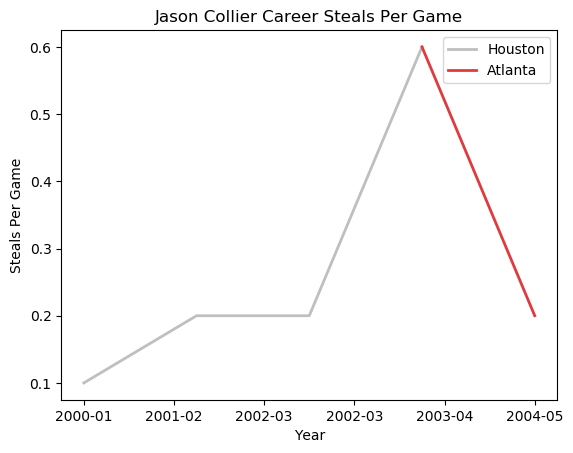 Jason Collier Career Steals Per Game
Houston
Atlanta
0.6
0.5
0.4
0.3
0.2
0.1
Steals Per Game
2000-01 2001-02 2002-03 2002-03 2003-04 2004-05
Year